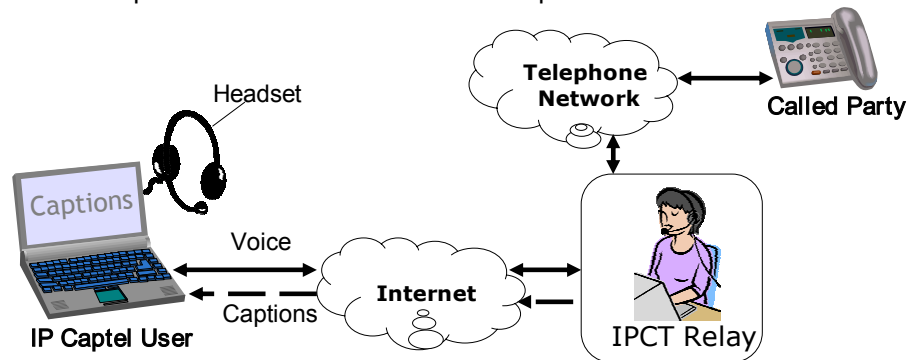 Telephone
Network
Called Party
Headset
Captions
Voice
Internet
Captions
IP Captel User
IPCT Relay